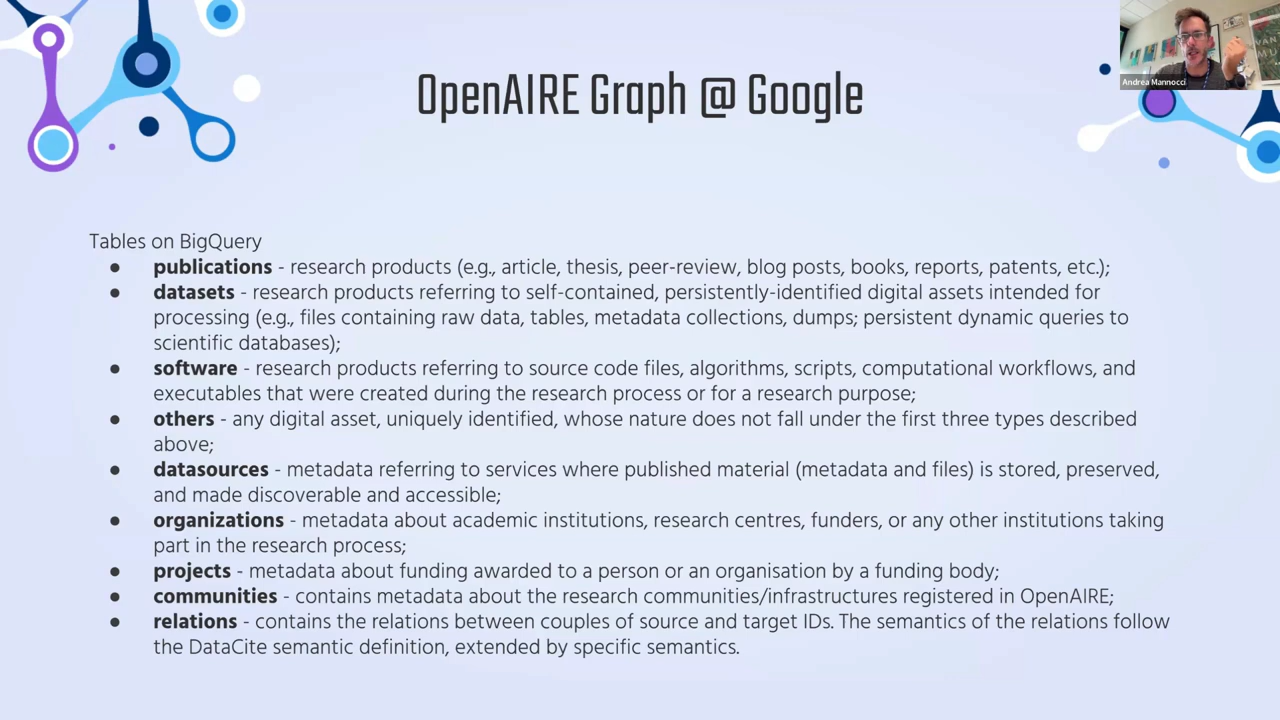 OpenAIRE Graph @ Google
Andrea Mannocci
Tables on BigQuery
● publications - research products (e.g., article, thesis, peer-review, blog posts, books, reports, patents, etc.);
● datasets - research products referring to self-contained, persistently-identified digital assets intended for
processing (e.g., files containing raw data, tables, metadata collections, dumps; persistent dynamic queries to
scientific databases);
● software - research products referring to source code files, algorithms, scripts, computational workflows, and
executables that were created during the research process or for a research purpose;
● others - any digital asset, uniquely identified, whose nature does not fall under the first three types described
above;
● datasources - metadata referring to services where published material (metadata and files) is stored, preserved,
and made discoverable and accessible;
● organizations - metadata about academic institutions, research centres, funders, or any other institutions taking
part in the research process;
● projects - metadata about funding awarded to a person or an organisation by a funding body;
● communities - contains metadata about the research communities/infrastructures registered in OpenAIRE;
● relations - contains the relations between couples of source and target IDs. The semantics of the relations follow
the DataCite semantic definition, extended by specific semantics.